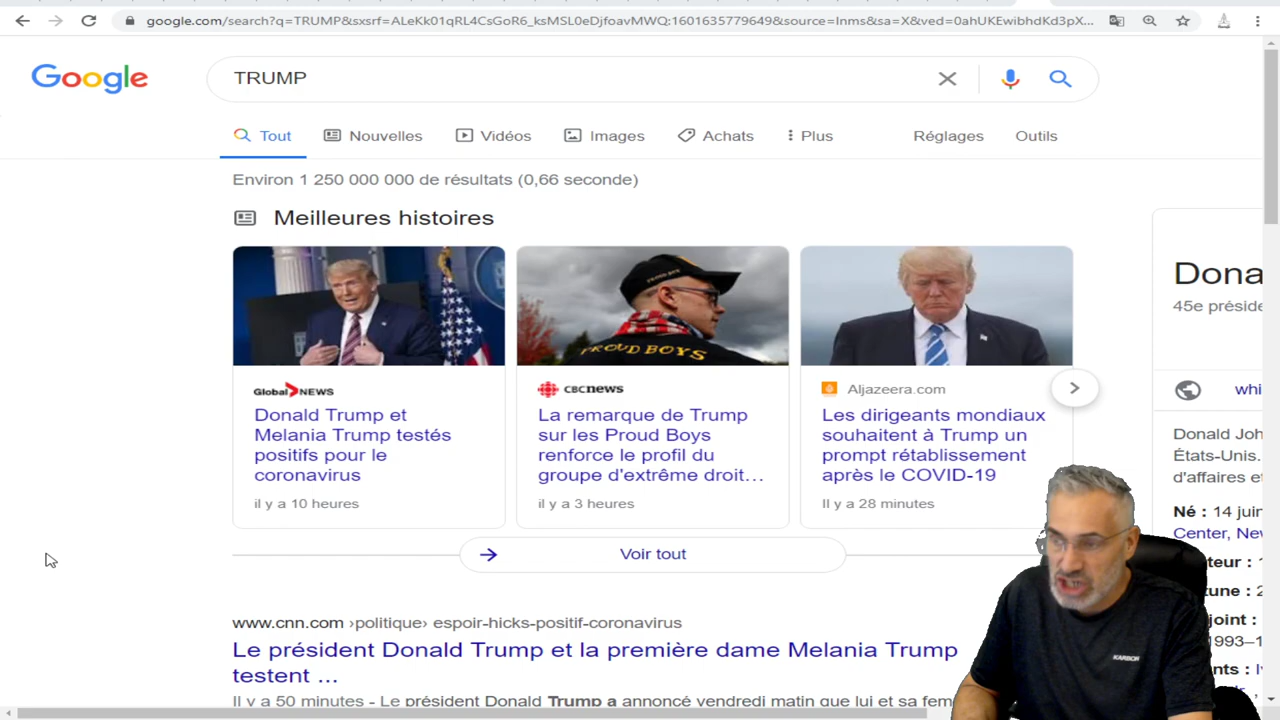 google.com/search?q=TRUMP&sxsrf=ALeKk01qRL4CsGoR6_ksMSL0eDjfoavMWQ:1601635779649&source=lnms&sa=X&ved=0ahUKEwibhdKd3pX...
Google
TRUMP
Tout Nouvelles Vidéos Images Achats Plus Réglages Outils
Environ 1 250 000 000 de résultats (0,66 seconde)
Meilleures histoires
PROUD BOYS
Global NEWS
Donald Trump et
Melania Trump testés
positifs pour le
coronavirus
il y a 10 heures
CBCnews
La remarque de Trump
sur les Proud Boys
renforce le profil du
groupe d'extrême droit...
il y a 3 heures
Aljazeera.com
Les dirigeants mondiaux
souhaitent à Trump un
prompt rétablissement
après le COVID-19
Il y a 28 minutes
Voir tout
www.cnn.com ›politique› espoir-hicks-positif-coronavirus
Le président Donald Trump et la première dame Melania Trump
testent ...
Il y a 50 minutes - Le président Donald Trump a annoncé vendredi matin que lui et sa fem
Dona
45e préside
whi
Donald Joh
États-Unis.
d'affaires et
Né : 14 juin
Center, New
teur : 1
tune : 2
joint :
1993–1
nts : I
KARBON